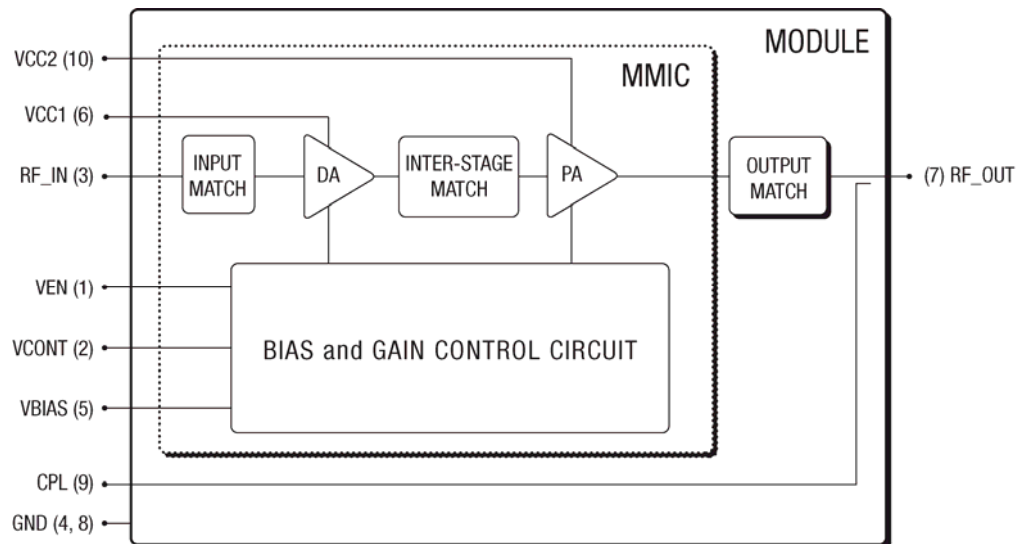 MODULE
VCC2 (10)
MMIC
VCC1 (6)
RF_IN (3)
INPUT
MATCH
DA
INTER-STAGE
MATCH
PA
OUTPUT
MATCH
(7) RF_OUT
VEN (1)
VCONT (2)
BIAS and GAIN CONTROL CIRCUIT
VBIAS (5)
CPL (9)
GND (4, 8)